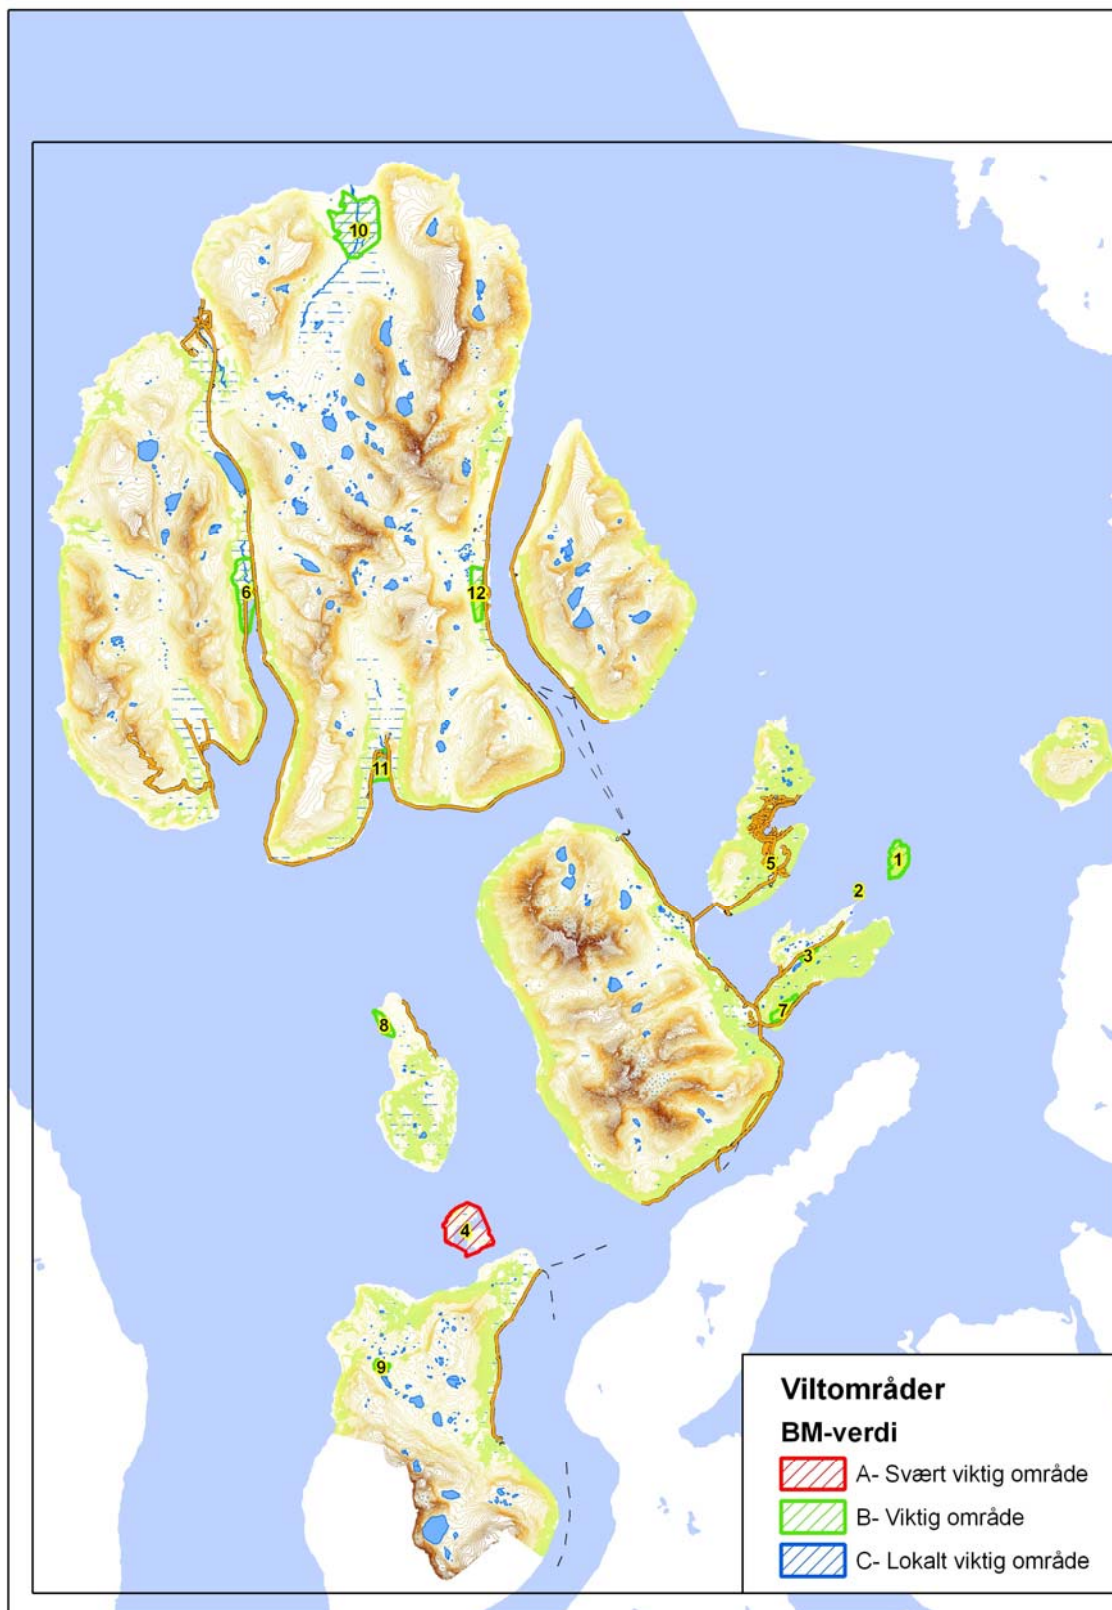 10
6
12
11
5
1
2
3
7
8
4
9
Viltområder
BM-verdi
A- Svært viktig område
B- Viktig område
C- Lokalt viktig område